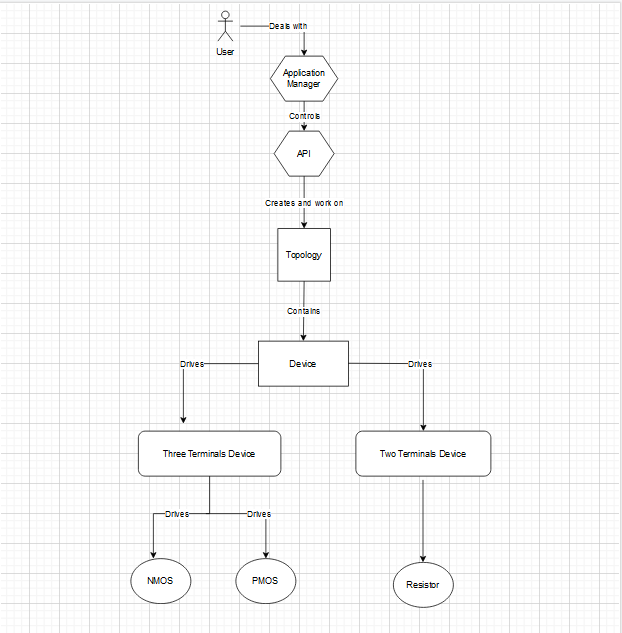 Deals with
User
Application
Manager
Controls
API
Creates and work on
Topology
Contains
Drives
Device
Drives
Three Terminals Device
Two Terminals Device
Drives
Drives
NMOS
PMOS
Resistor